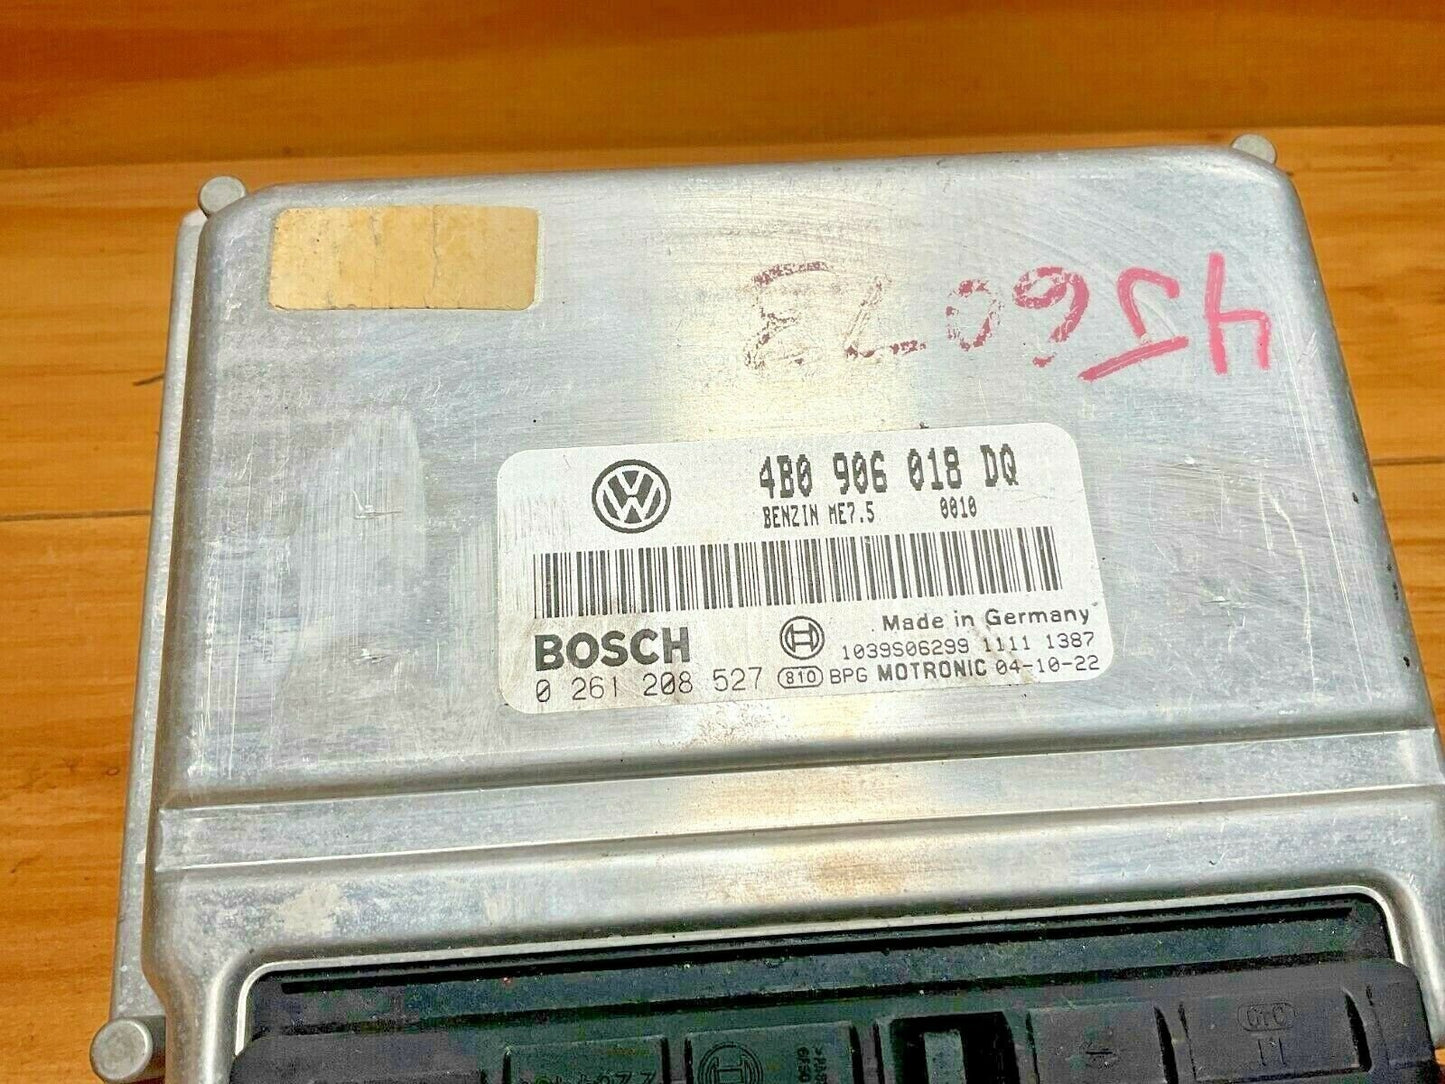 4J6073
4B0 906 018 DQ
BENZIN ME7.5 0010
Made in Germany
BOSCH
1039S06299 1111 1387
0 261 208 527 810 BPG MOTRONIC 04-10-22